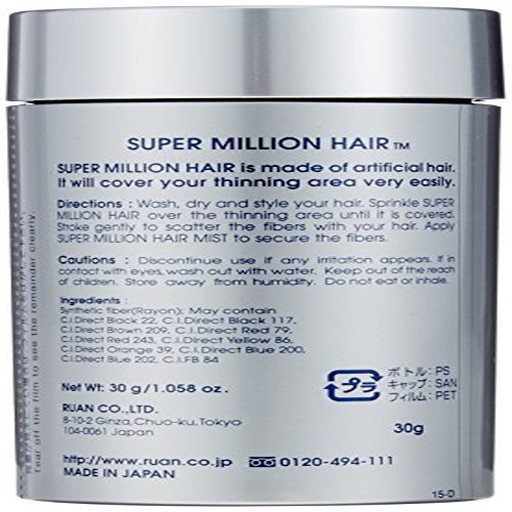 SUPER MILLION HAIR™
SUPER MILLION HAIR is made of artificial hair.
It will cover your thinning area very easily.
Directions : Wash, dry and style your hair. Sprinkle SUPER
MILLION HAIR over the thinning area until it is covered.
Stroke gently to scatter the fibers with your hair. Apply
SUPER MILLION HAIR MIST to secure the fibers.
Cautions : Discontinue use if any irritation appears. If in
contact with eyes, wash out with water. Keep out of the reach
of children. Store away from humidity. Do not eat or inhale.
Ingredients :
Synthetic fiber(Rayon); May contain
C.I.Direct Black 22, C.I.Direct Black 117,
C.I.Direct Brown 209, C.I.Direct Red 79,
C.I.Direct Red 243, C.I.Direct Yellow 86,
C.I.Direct Orange 39, C.I.Direct Blue 200,
C.I.Direct Blue 202, C.I.FB 84
Net Wt: 30 g/1.058 oz.
RUAN CO.,LTD.
8-10-2 Ginza, Chuo-ku,Tokyo
104-0061 Japan
プラ
ボトル:PS
キャップ:SAN
フィルム:PET
30g
http://www.ruan.co.jp 0120-494-111
MADE IN JAPAN
15-D
Tear off the film to see the remainder clearly.